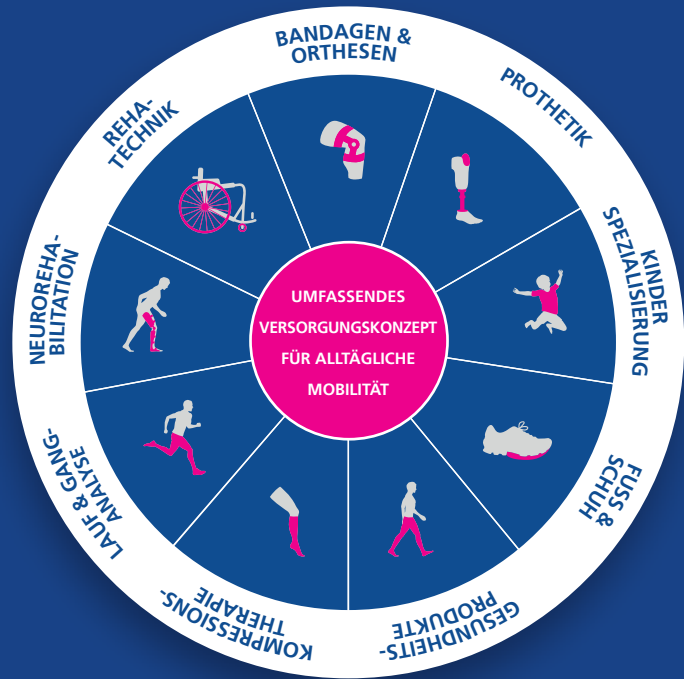 BANDAGEN &
ORTHESEN
PROTHETIK
KINDER
SPEZIALISIERUNG
FUSS &
SCHUH
GESUNDHEITS-
PRODUKTE
KOMPRESSIONS-
THERAPIE
LAUF & GANG-
ANALYSE
NEUROREHA-
BILITATION
REHA-
TECHNIK
UMFASSENDES
VERSORGUNGSKONZEPT
FÜR ALLTÄGLICHE
MOBILITÄT